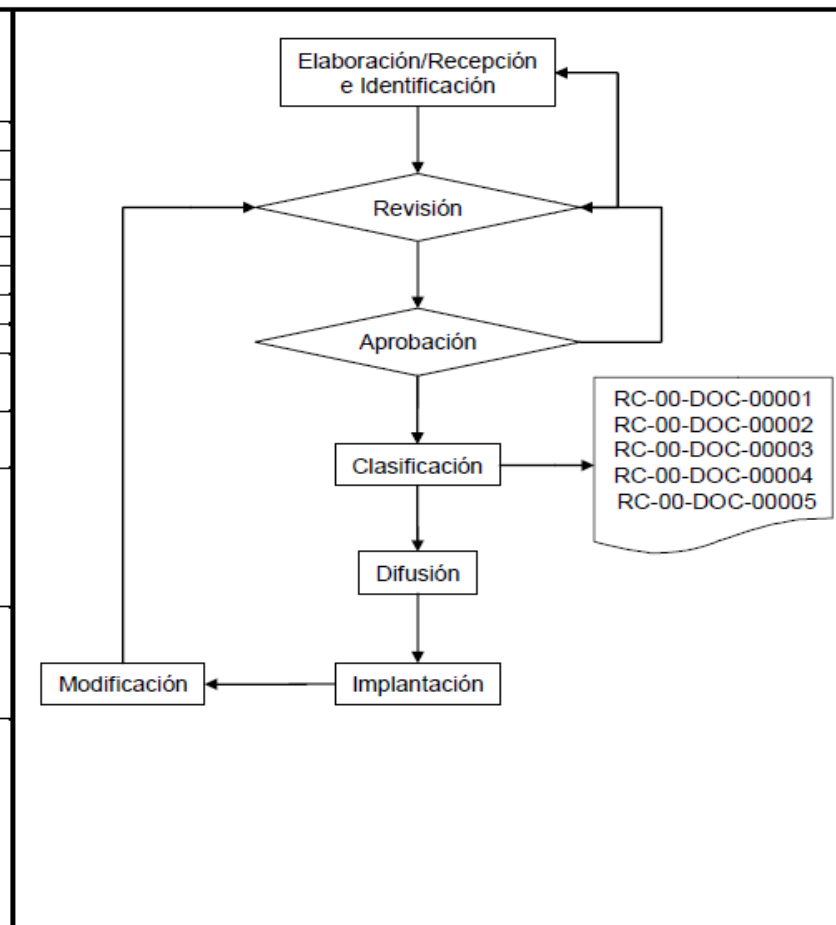 Elaboración/Recepción
e Identificación
Revisión
Aprobación
RC-00-DOC-00001
RC-00-DOC-00002
RC-00-DOC-00003
RC-00-DOC-00004
RC-00-DOC-00005
Clasificación
Difusión
Modificación
Implantación